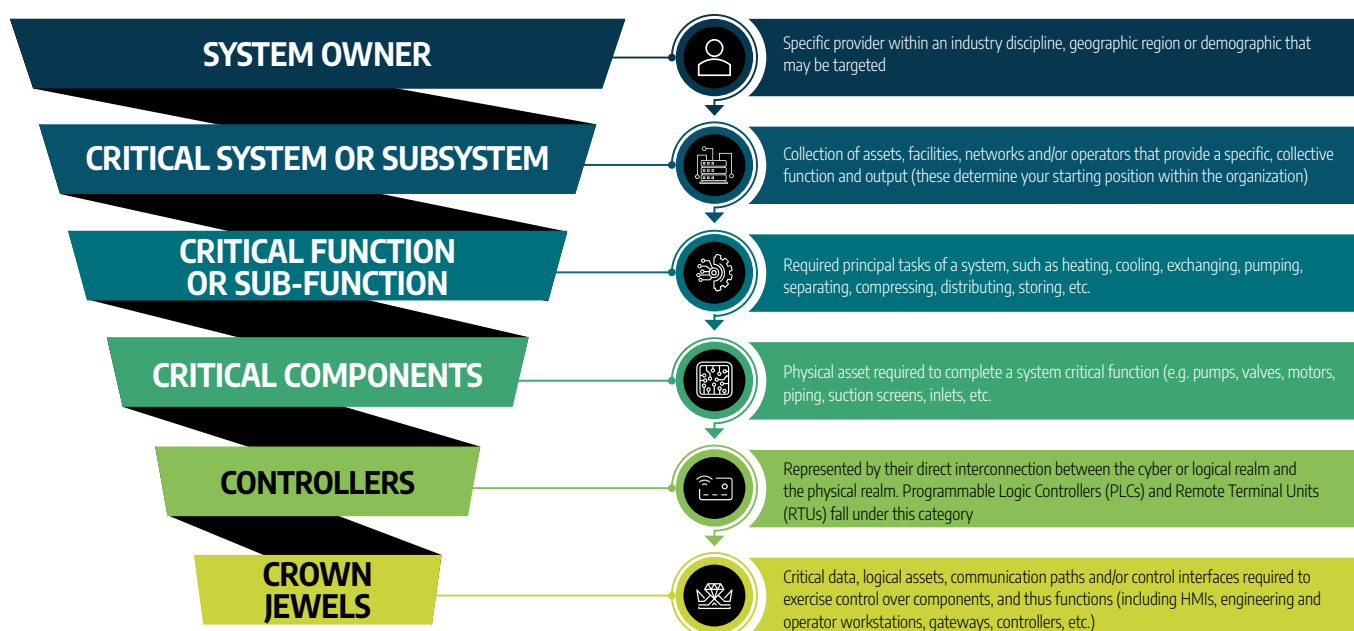 SYSTEM OWNER
Specific provider within an industry discipline, geographic region or demographic that
may be targeted
CRITICAL SYSTEM OR SUBSYSTEM
Collection of assets, facilities, networks and/or operators that provide a specific, collective
function and output (these determine your starting position within the organization)
CRITICAL FUNCTION
OR SUB-FUNCTION
Required principal tasks of a system, such as heating, cooling, exchanging, pumping,
separating, compressing, distributing, storing, etc.
CRITICAL COMPONENTS
Physical asset required to complete a system critical function (e.g. pumps, valves, motors,
piping, suction screens, inlets, etc.
CONTROLLERS
Represented by their direct interconnection between the cyber or logical realm and
the physical realm. Programmable Logic Controllers (PLCs) and Remote Terminal Units
(RTUs) fall under this category
CROWN
JEWELS
Critical data, logical assets, communication paths and/or control interfaces required to
exercise control over components, and thus functions (including HMIs, engineering and
operator workstations, gateways, controllers, etc.)